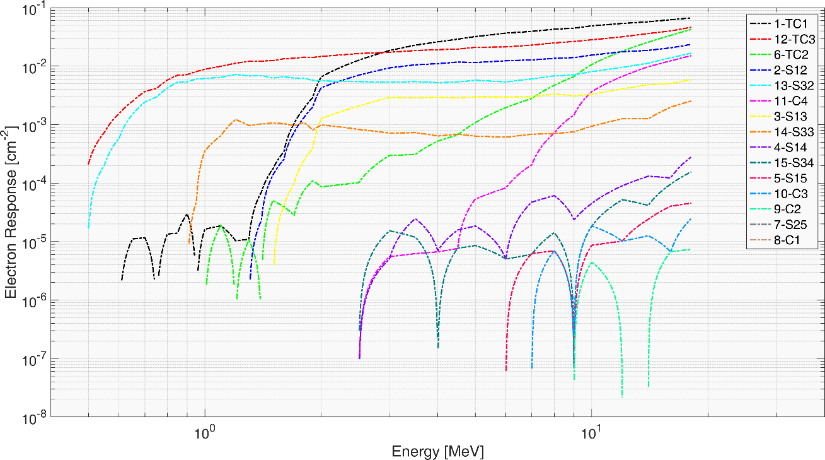 10^-1
10^-2
10^-3
10^-4
10^-5
10^-6
10^-7
10^-8
Electron Response [cm^-2]
10^0
10^1
Energy [MeV]
1-TC1
12-TC3
6-TC2
2-S12
13-S32
11-C4
3-S13
14-S33
4-S14
15-S34
5-S15
10-C3
9-C2
7-S25
8-C1